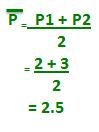 P̅ = P1 + P2
2
= 2 + 3
2
= 2.5